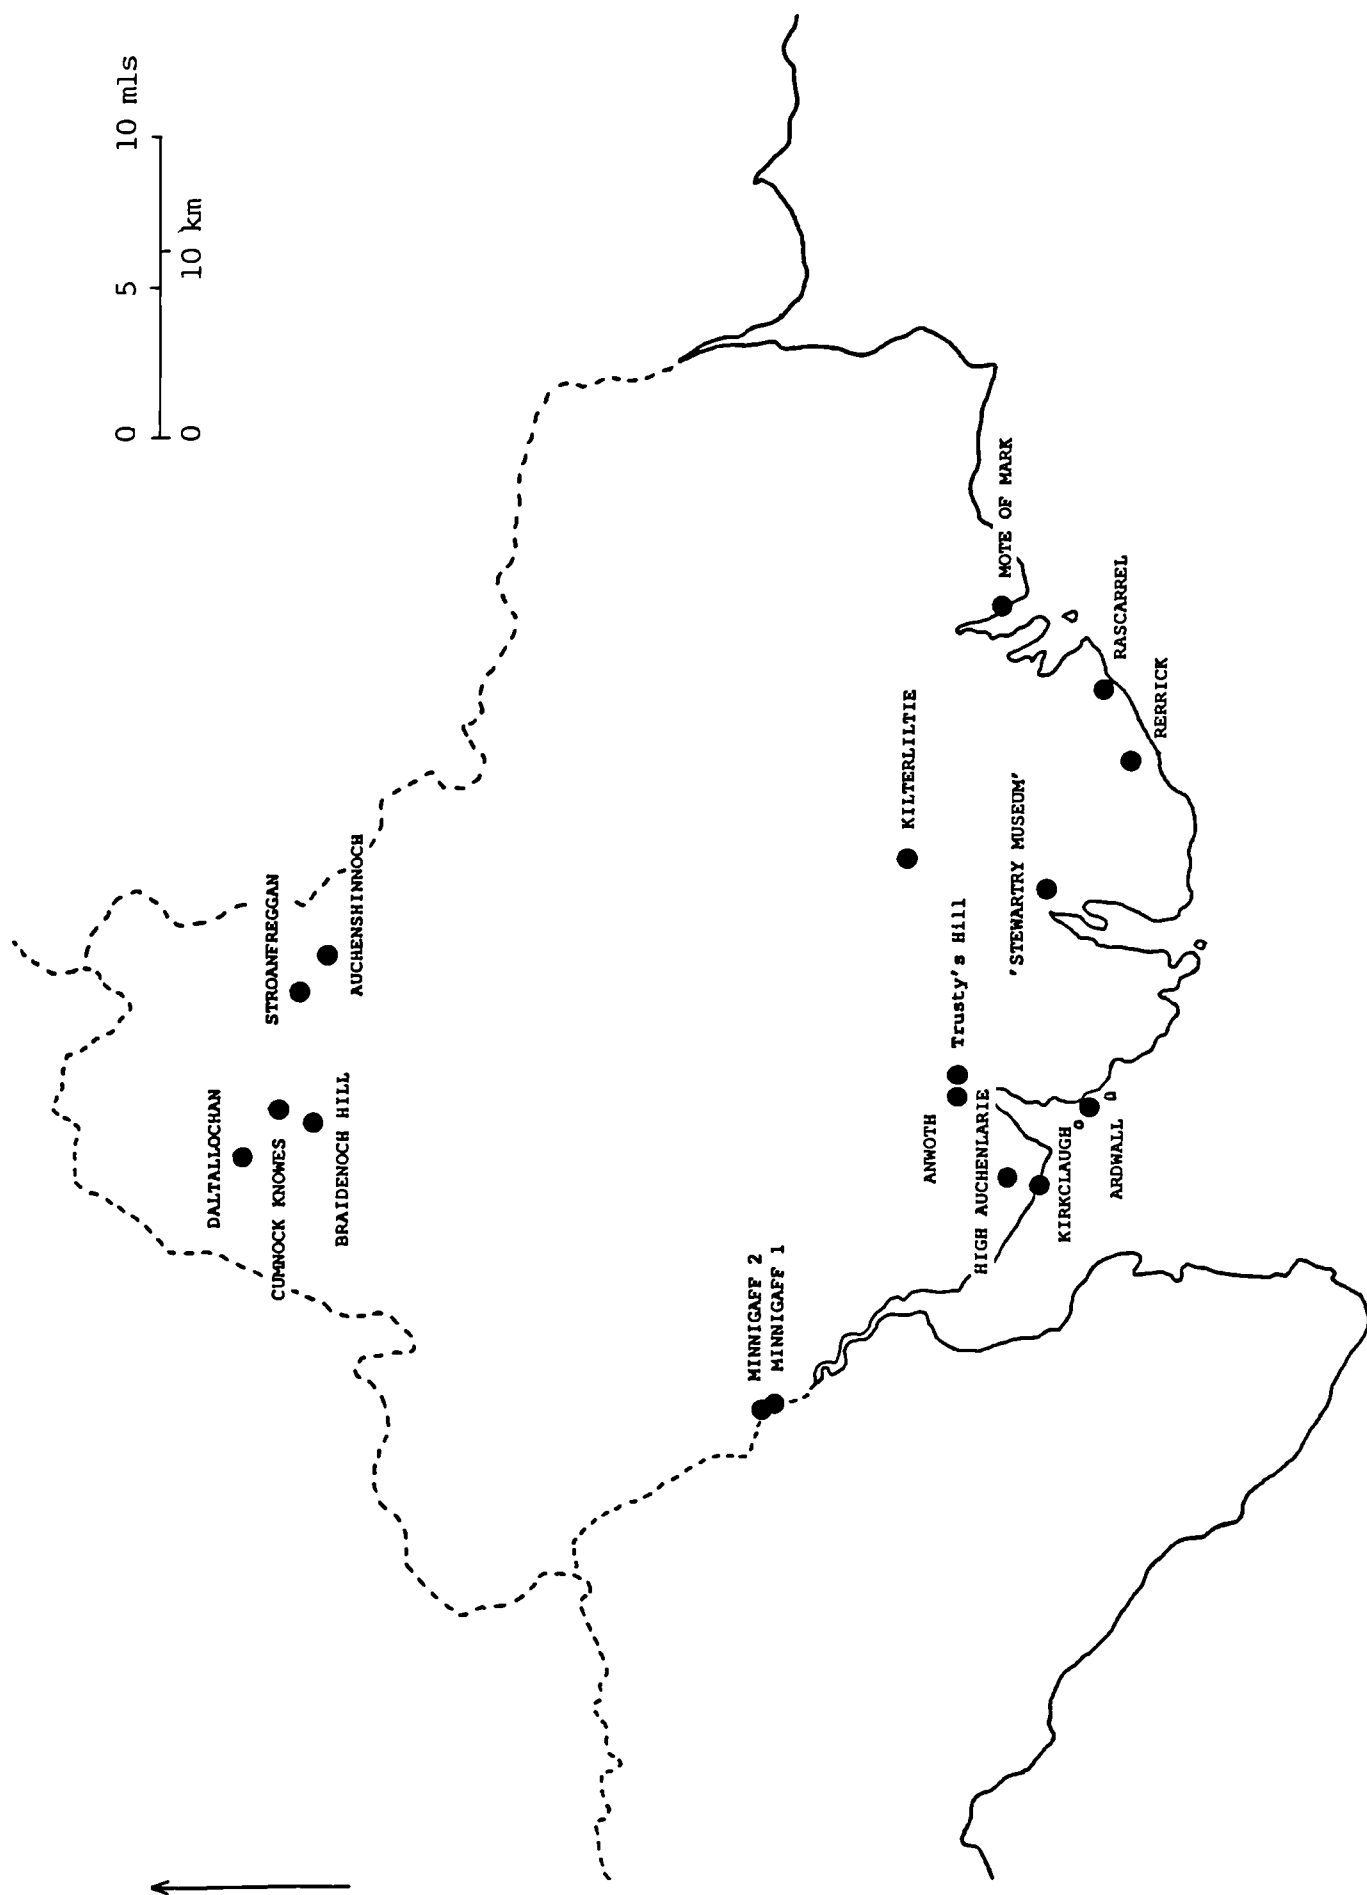 0 5 10 mls
0 10 km
DALTALLOCHAN
STROANFREGGAN
CUMNOCK KNOWES
BRAIDENOCH HILL
AUCHENSHINNOCH
MINNIGAFF 2
MINNIGAFF 1
KILTERLILTIE
ANWOTH
Trusty's Hill
HIGH AUCHENLARIE
MOTE OF MARK
'STEWARTRY MUSEUM'
KIRKCLAUGH
ARDWALL
RASCARREL
RERRICK